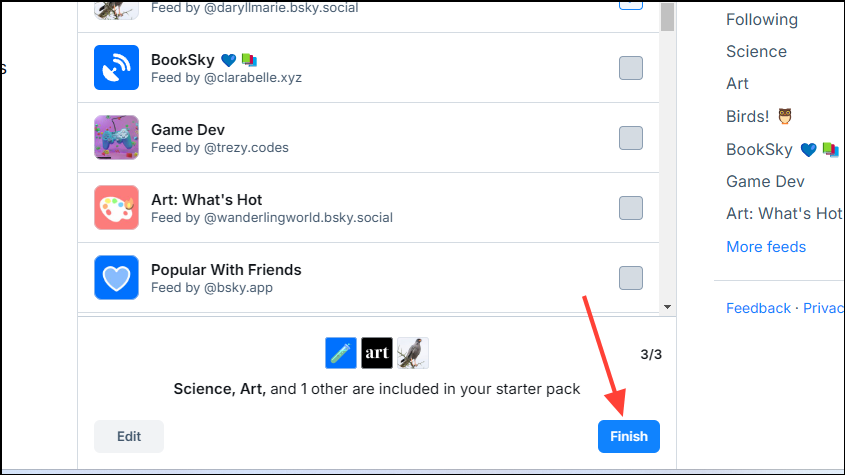 Feed by @daryllmarie.bsky.social
BookSky 💙📚
Feed by @clarabelle.xyz
Game Dev
Feed by @trezy.codes
Art: What's Hot
Feed by @wanderlingworld.bsky.social
Popular With Friends
Feed by @bsky.app
art
3/3
Science, Art, and 1 other are included in your starter pack
Edit
Finish
s
Following
Science
Art
Birds! 🦉
BookSky 💙📚
Game Dev
Art: What's Hot
More feeds
Feedback · Privac